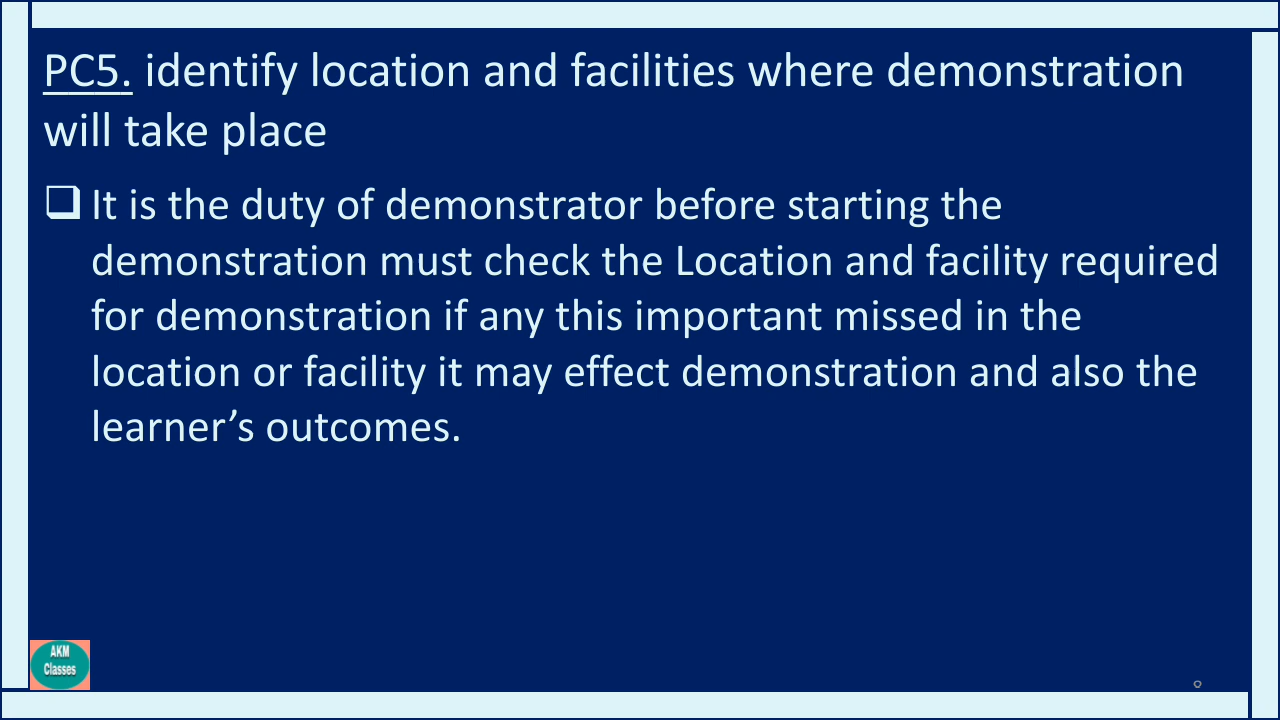 PC5. identify location and facilities where demonstration
will take place
❑ It is the duty of demonstrator before starting the
demonstration must check the Location and facility required
for demonstration if any this important missed in the
location or facility it may effect demonstration and also the
learner’s outcomes.
AKM
Classes